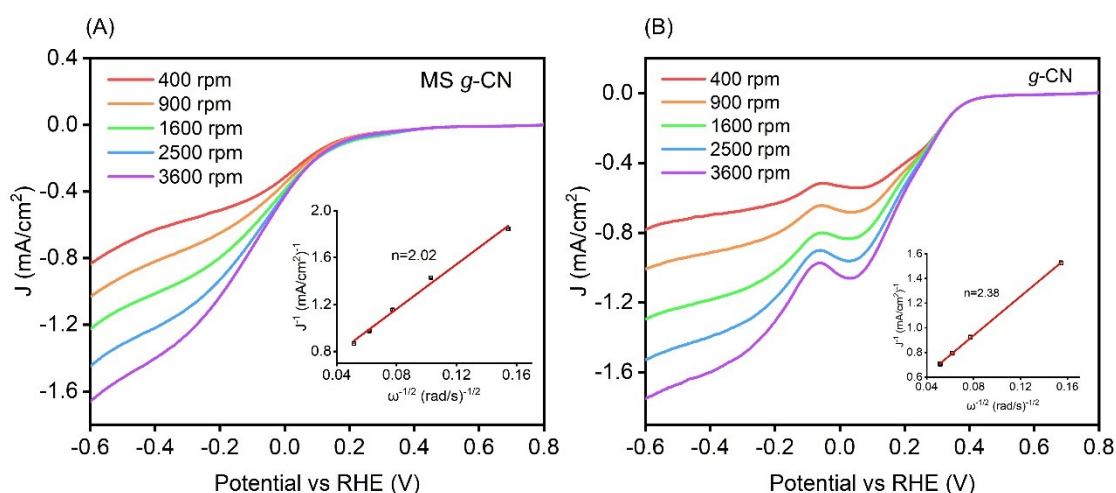 (A)
MS g-CN
400 rpm
900 rpm
1600 rpm
2500 rpm
3600 rpm
0.4
0.0
-0.4
-0.8
-1.2
-1.6
J (mA/cm²)
-0.6 -0.4 -0.2 0.0 0.2 0.4 0.6 0.8
Potential vs RHE (V)
n=2.02
2.0
1.6
1.2
0.8
J⁻¹ (mA/cm²)⁻¹
0.04 0.08 0.12 0.16
ω⁻¹/² (rad/s)⁻¹/²
(B)
g-CN
400 rpm
900 rpm
1600 rpm
2500 rpm
3600 rpm
0.0
-0.4
-0.8
-1.2
-1.6
J (mA/cm²)
-0.6 -0.4 -0.2 0.0 0.2 0.4 0.6 0.8
Potential vs RHE (V)
n=2.38
1.6
1.4
1.2
1.0
0.8
0.6
J⁻¹ (mA/cm²)⁻¹
0.04 0.08 0.12 0.16
ω⁻¹/² (rad/s)⁻¹/²